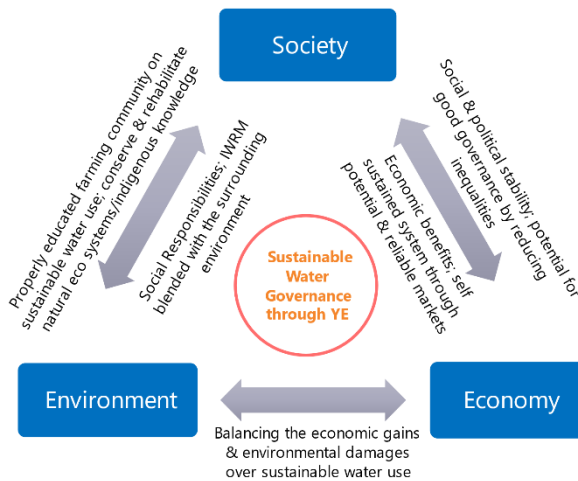 Society
Properly educated farming community on
sustainable water use; conserve & rehabilitate
natural eco systems/indigenous knowledge
Social Responsibilities; IWRM
blended with the surrounding
environment
Social & political stability; potential for
good governance by reducing
inequalities
Economic benefits; self
sustained system through
potential & reliable markets
Sustainable
Water
Governance
through YE
Environment
Economy
Balancing the economic gains
& environmental damages
over sustainable water use